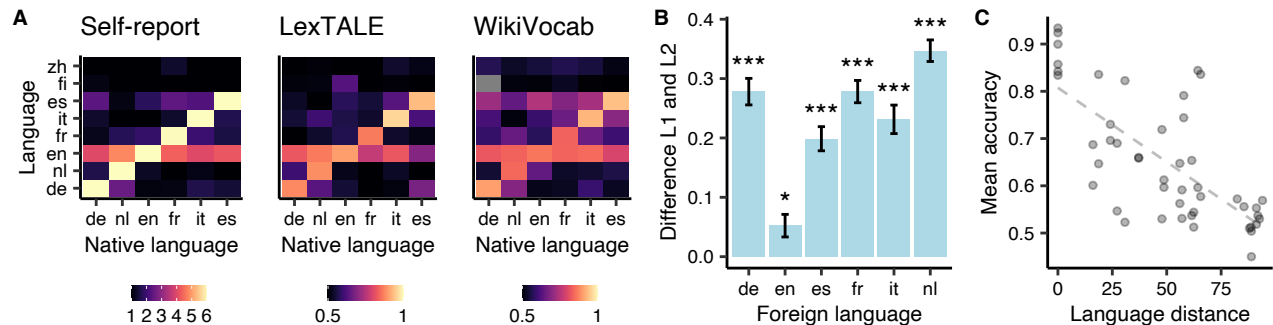 A
Self-report
LexTALE
WikiVocab
Language
zh
fi
es
it
fr
en
nl
de
de nl en fr it es
Native language
de nl en fr it es
Native language
de nl en fr it es
Native language
1 2 3 4 5 6
0.5 1
0.5 1
B
Difference L1 and L2
0.4
0.3
0.2
0.1
0.0
***
*
***
***
***
***
de en es fr it nl
Foreign language
C
Mean accuracy
0.9
0.8
0.7
0.6
0.5
0 25 50 75
Language distance